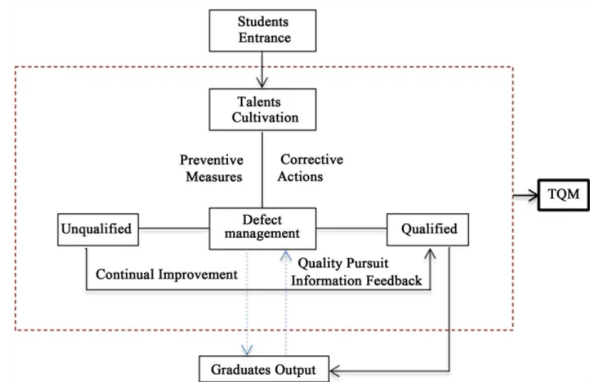 Students
Entrance
Talents
Cultivation
Preventive
Measures
Corrective
Actions
TQM
Unqualified
Defect
management
Qualified
Continual Improvement
Quality Pursuit
Information Feedback
Graduates Output